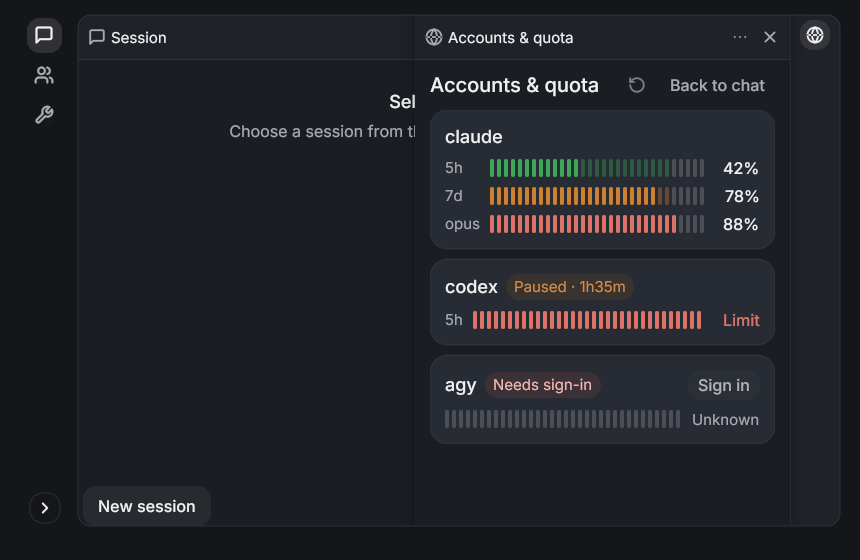 Session
Accounts & quota
Sel
Choose a session from t
Accounts & quota
Back to chat
claude
5h
42%
7d
78%
opus
88%
codex
Paused · 1h35m
5h
Limit
agy
Needs sign-in
Sign in
Unknown
New session